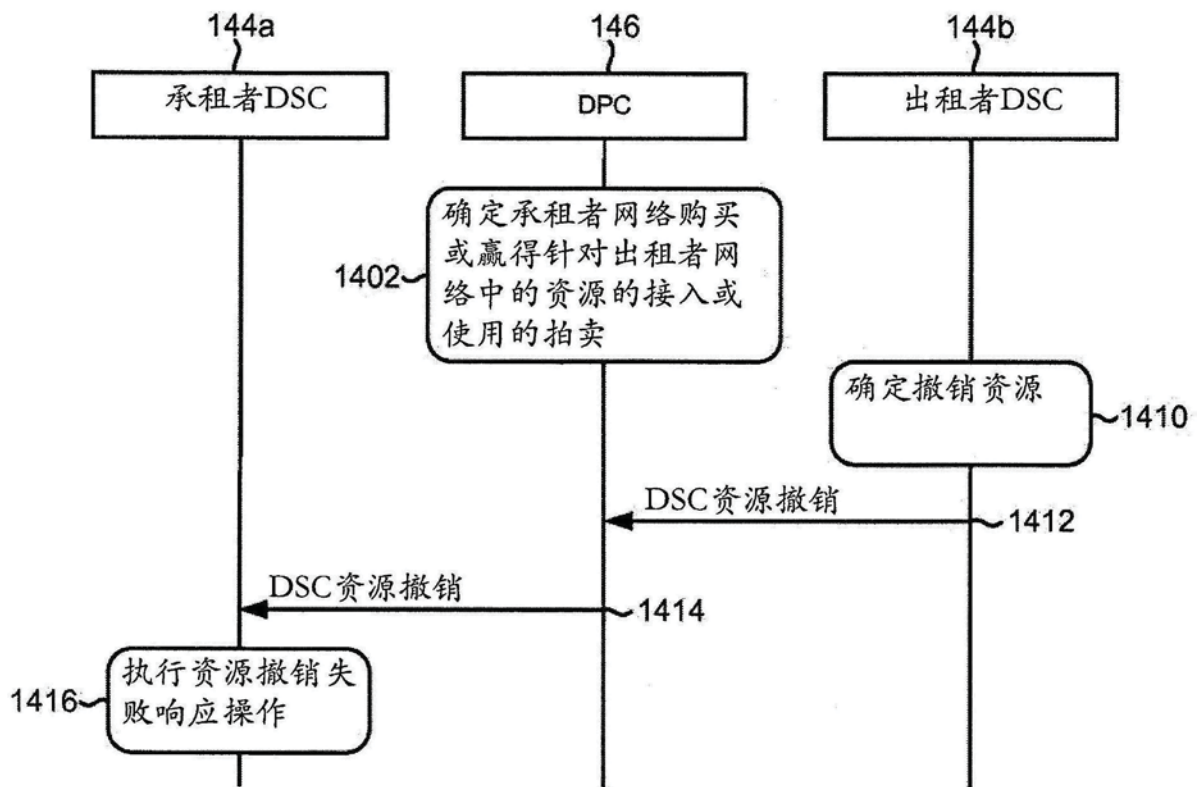 144a
146
144b
承租者DSC
DPC
出租者DSC
确定承租者网络购买
或赢得针对出租者网
络中的资源的接入或
使用的拍卖
1402
确定撤销资源
1410
DSC资源撤销
1412
DSC资源撤销
1414
执行资源撤销失
败响应操作
1416